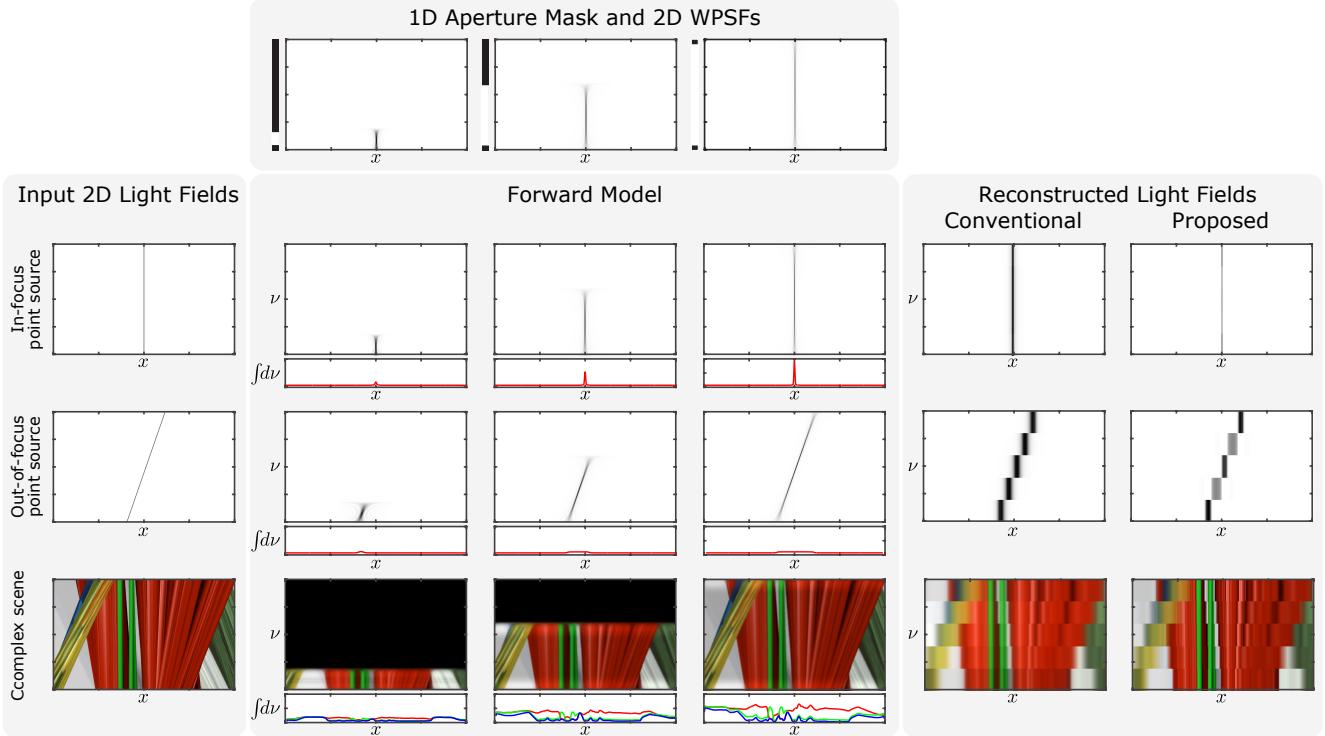 1D Aperture Mask and 2D WPSFs
x x x
Input 2D Light Fields
Forward Model
Reconstructed Light Fields
Conventional Proposed
In-focus
point source
x
ν
∫dν
x x x
ν
x x
Out-of-focus
point source
x
ν
∫dν
x x x
ν
x x
Ccomplex scene
x
ν
∫dν
x x x
ν
x x